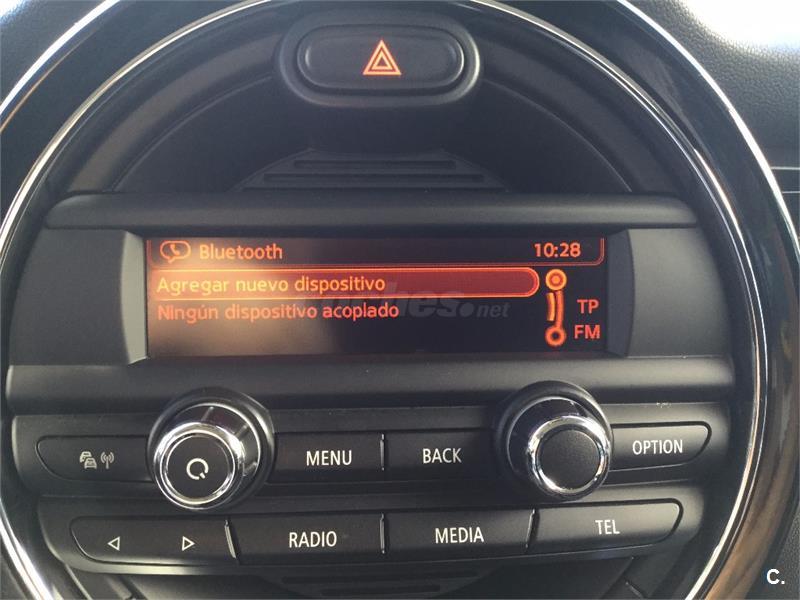 Bluetooth 10:28
Agregar nuevo dispositivo
Ningún dispositivo acoplado
TP
FM
MENU
BACK
OPTION
RADIO
MEDIA
TEL
C.